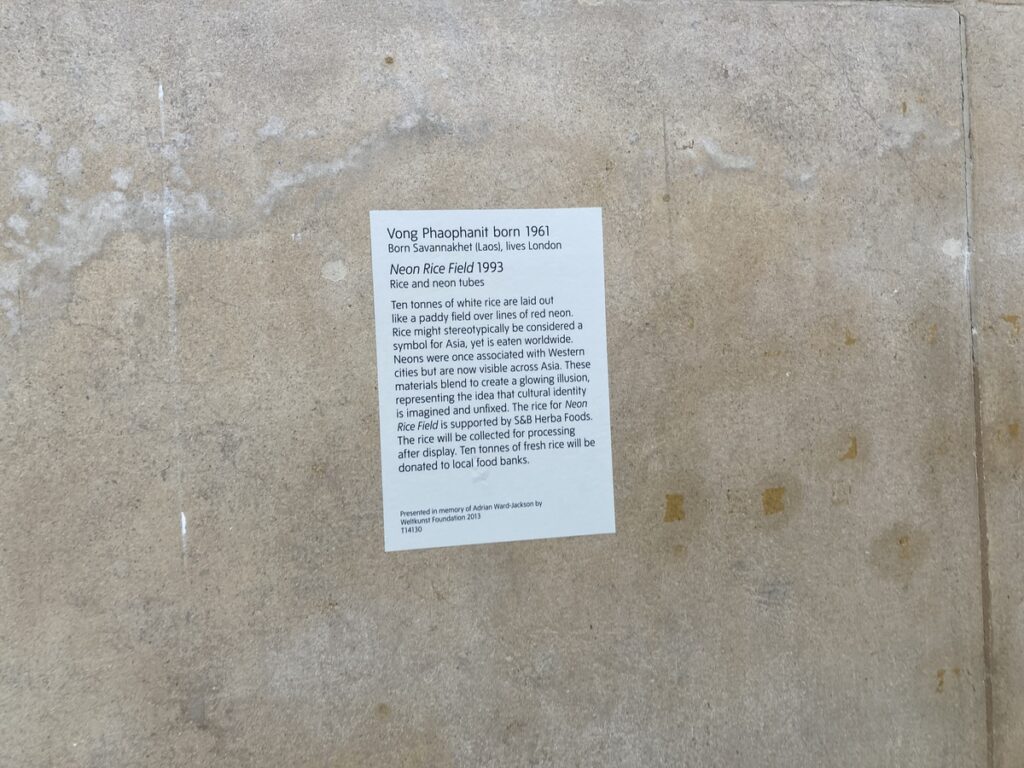 Vong Phaophanit born 1961
Born Savannakhet (Laos), lives London
Neon Rice Field 1993
Rice and neon tubes
Ten tonnes of white rice are laid out
like a paddy field over lines of red neon.
Rice might stereotypically be considered a
symbol for Asia, yet is eaten worldwide.
Neons were once associated with Western
cities but are now visible across Asia. These
materials blend to create a glowing illusion,
representing the idea that cultural identity
is imagined and unfixed. The rice for Neon
Rice Field is supported by S&B Herba Foods.
The rice will be collected for processing
after display. Ten tonnes of fresh rice will be
donated to local food banks.
Presented in memory of Adrian Ward-Jackson by
Weltkunst Foundation 2013
T14130